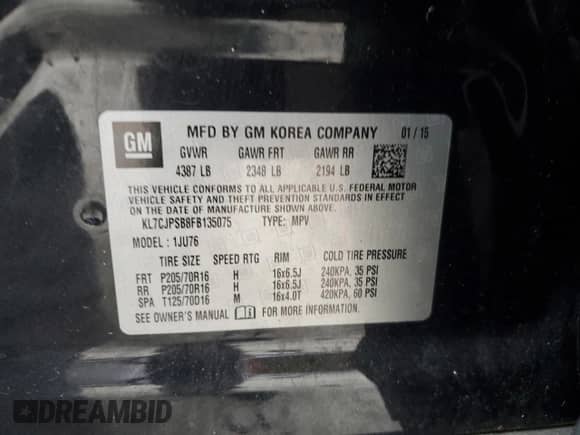 GM
MFD BY GM KOREA COMPANY 01/15
GVWR GAWR FRT GAWR RR
4387 LB 2348 LB 2194 LB
THIS VEHICLE CONFORMS TO ALL APPLICABLE U.S. FEDERAL MOTOR
VEHICLE SAFETY AND THEFT PREVENTION STANDARDS IN EFFECT
ON THE DATE OF MANUFACTURE SHOWN ABOVE.
KL7CJPSB8FB135075 TYPE: MPV
MODEL: 1JU76
TIRE SIZE SPEED RTG RIM COLD TIRE PRESSURE
FRT P205/70R16 H 16x6.5J 240KPA, 35 PSI
RR P205/70R16 H 16x6.5J 240KPA, 35 PSI
SPA T125/70D16 M 16x4.0T 420KPA, 60 PSI
SEE OWNER'S MANUAL FOR MORE INFORMATION.
DREAMBID